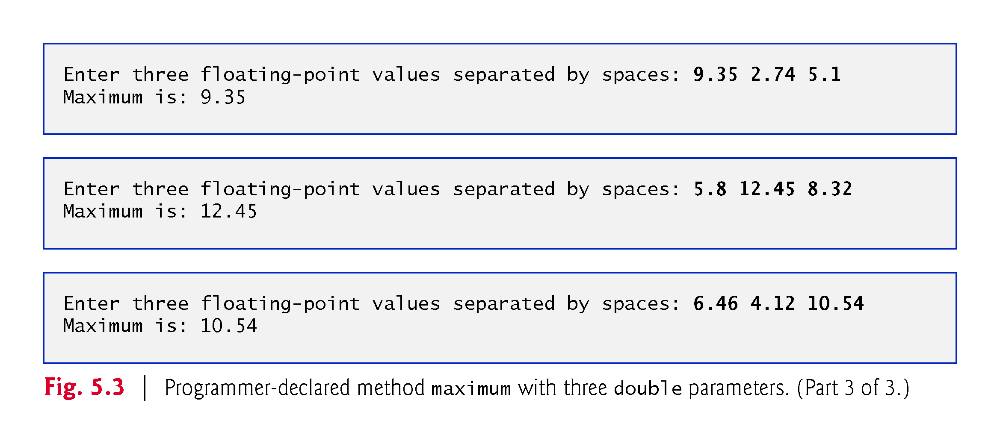 Enter three floating-point values separated by spaces: 9.35 2.74 5.1
Maximum is: 9.35
Enter three floating-point values separated by spaces: 5.8 12.45 8.32
Maximum is: 12.45
Enter three floating-point values separated by spaces: 6.46 4.12 10.54
Maximum is: 10.54
Fig. 5.3 | Programmer-declared method maximum with three double parameters. (Part 3 of 3.)